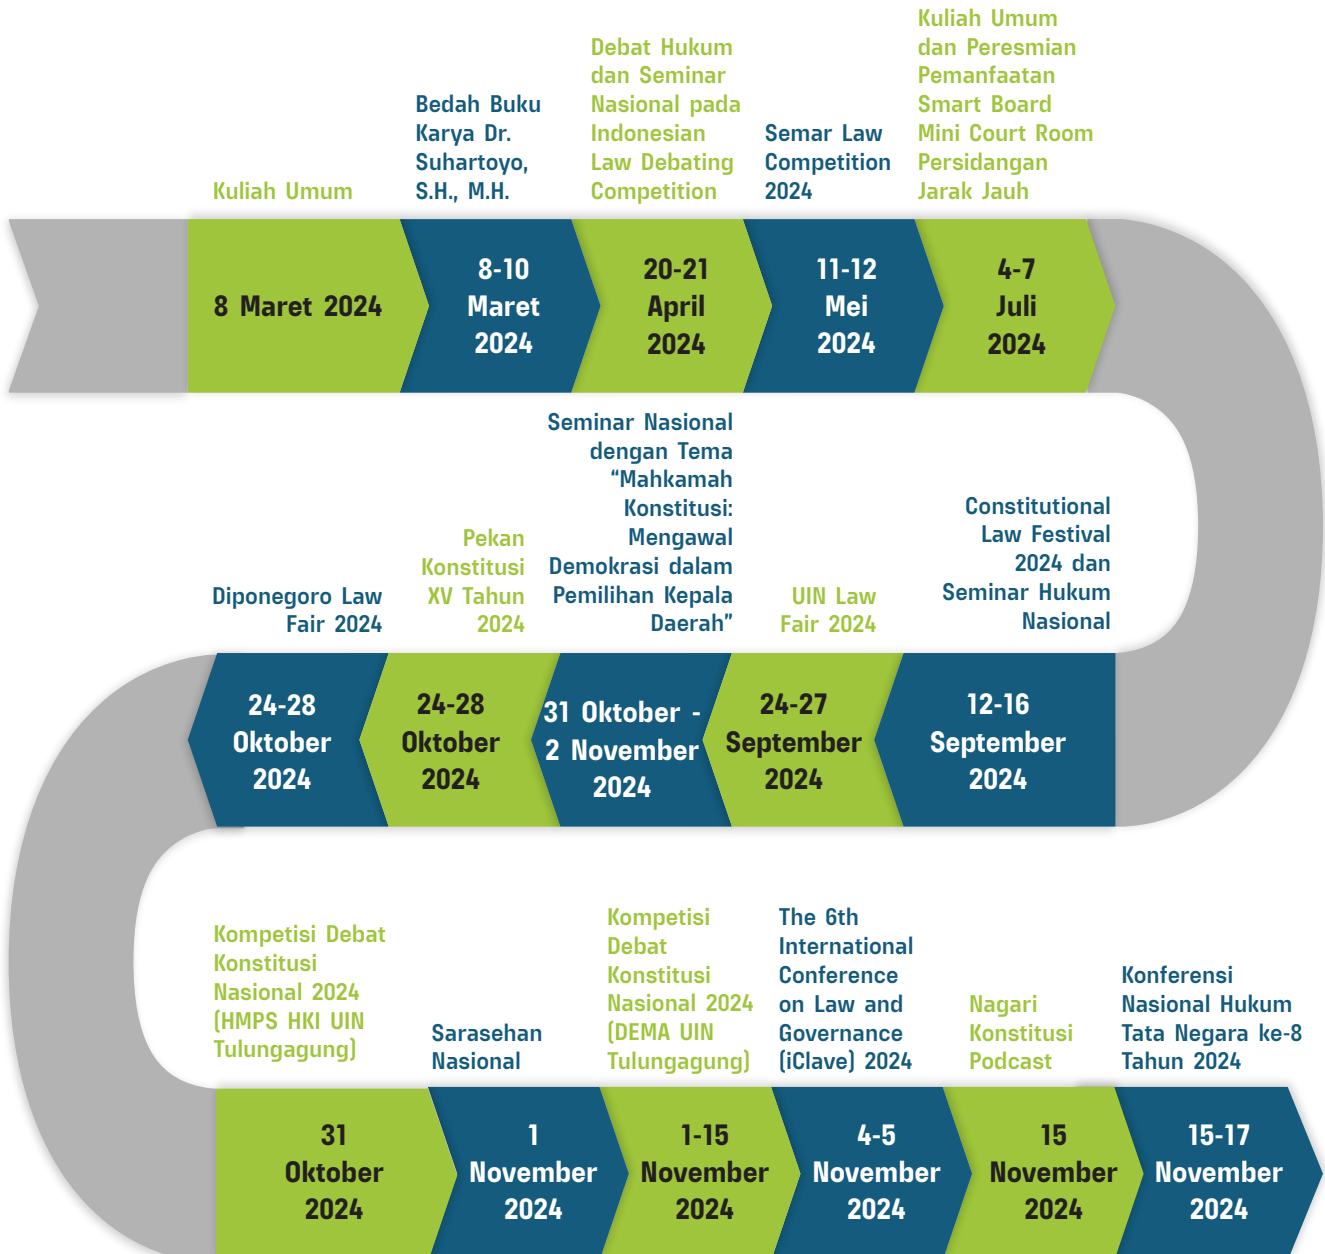 Kuliah Umum
8 Maret 2024
Bedah Buku
Karya Dr.
Suhartoyo,
S.H., M.H.
8-10
Maret
2024
Debat Hukum
dan Seminar
Nasional pada
Indonesian
Law Debating
Competition
20-21
April
2024
Semar Law
Competition
2024
11-12
Mei
2024
Kuliah Umum
dan Peresmian
Pemanfaatan
Smart Board
Mini Court Room
Persidangan
Jarak Jauh
4-7
Juli
2024
Constitutional
Law Festival
2024 dan
Seminar Hukum
Nasional
12-16
September
2024
UIN Law
Fair 2024
24-27
September
2024
Seminar Nasional
dengan Tema
“Mahkamah
Konstitusi:
Mengawal
Demokrasi dalam
Pemilihan Kepala
Daerah”
31 Oktober -
2 November
2024
Pekan
Konstitusi
XV Tahun
2024
24-28
Oktober
2024
Diponegoro Law
Fair 2024
24-28
Oktober
2024
Kompetisi Debat
Konstitusi
Nasional 2024
(HMPS HKI UIN
Tulungagung)
31
Oktober
2024
Sarasehan
Nasional
1
November
2024
Kompetisi
Debat
Konstitusi
Nasional 2024
(DEMA UIN
Tulungagung)
1-15
November
2024
The 6th
International
Conference
on Law and
Governance
(iClave) 2024
4-5
November
2024
Nagari
Konstitusi
Podcast
15
November
2024
Konferensi
Nasional Hukum
Tata Negara ke-8
Tahun 2024
15-17
November
2024